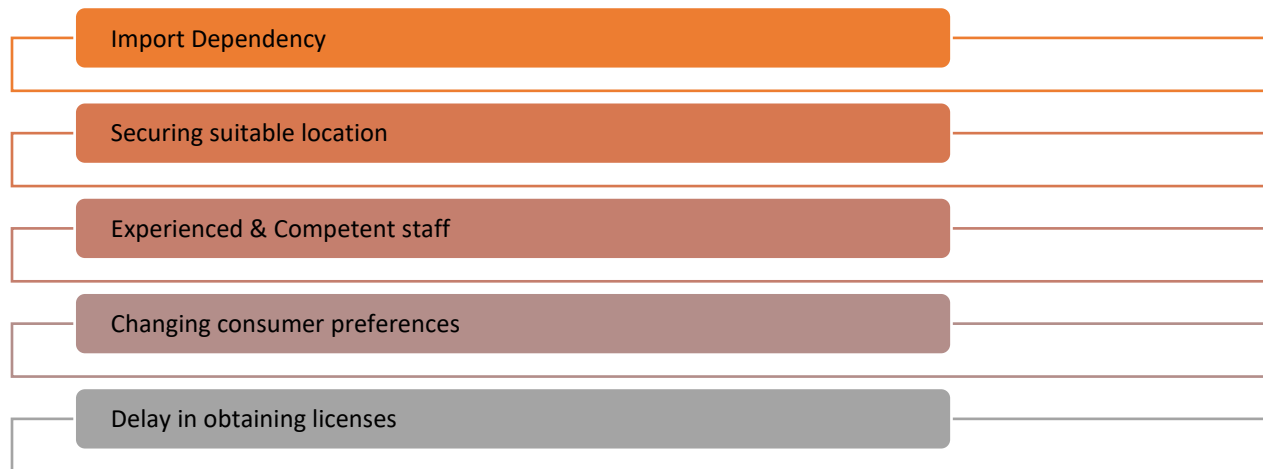 Import Dependency
Securing suitable location
Experienced & Competent staff
Changing consumer preferences
Delay in obtaining licenses